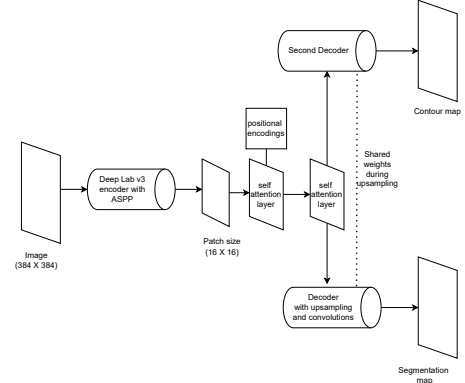 Second Decoder
Contour map
positional
encodings
Shared
weights
during
upsampling
Deep Lab v3
encoder with
ASPP
self
attention
layer
self
attention
layer
Patch size
(16 X 16)
Image
(384 X 384)
Decoder
with upsampling
and convolutions
Segmentation
map